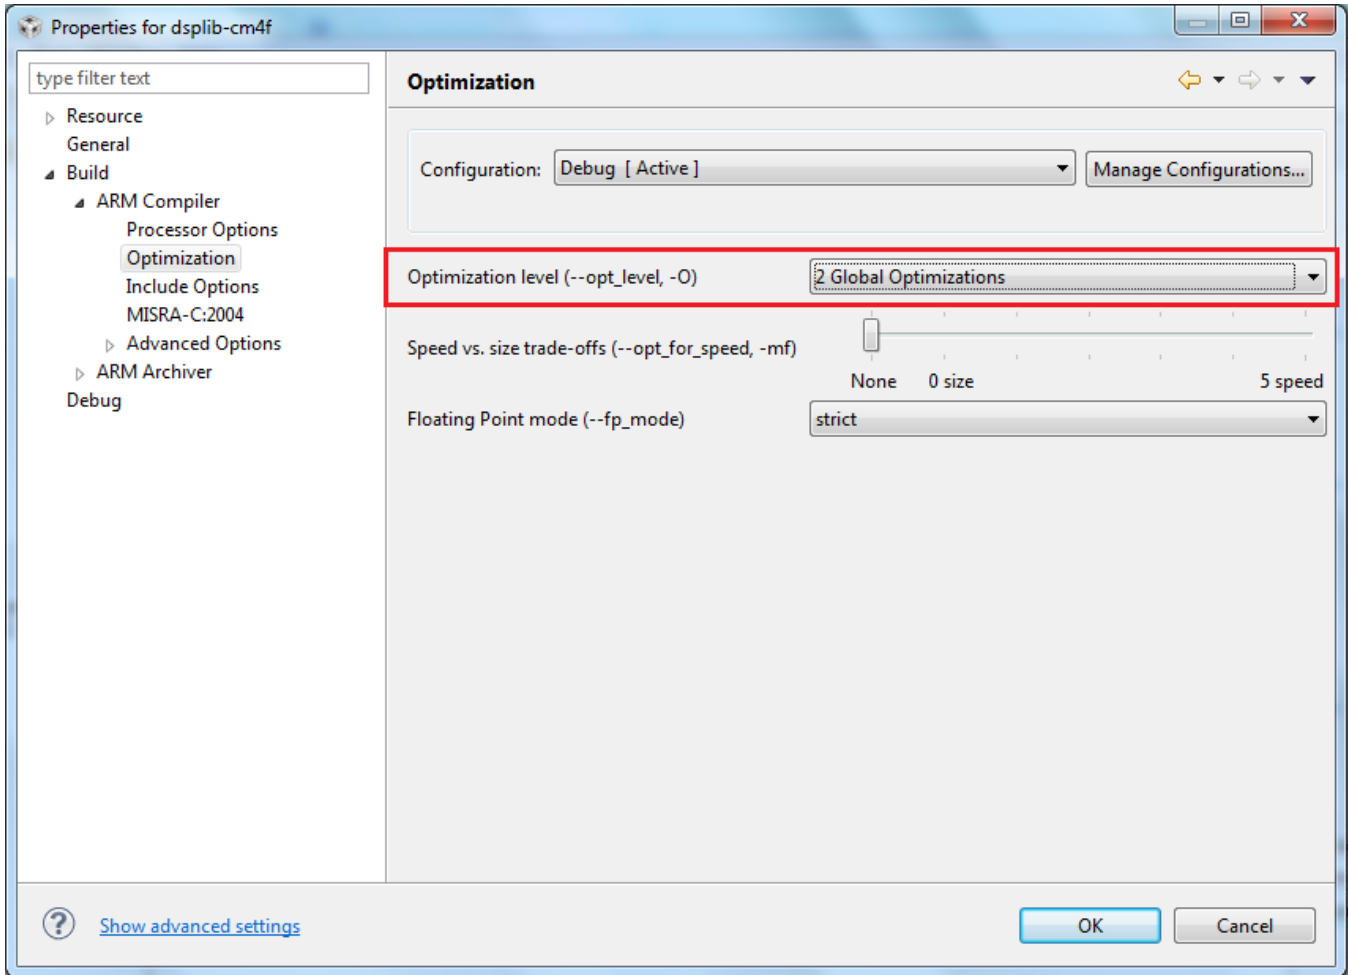 Properties for dsplib-cm4f
type filter text
Resource
General
Build
ARM Compiler
Processor Options
Optimization
Include Options
MISRA-C:2004
Advanced Options
ARM Archiver
Debug
Optimization
Configuration: Debug [ Active ] Manage Configurations...
Optimization level (--opt_level, -O) 2 Global Optimizations
Speed vs. size trade-offs (--opt_for_speed, -mf)
None 0 size 5 speed
Floating Point mode (--fp_mode) strict
? Show advanced settings OK Cancel